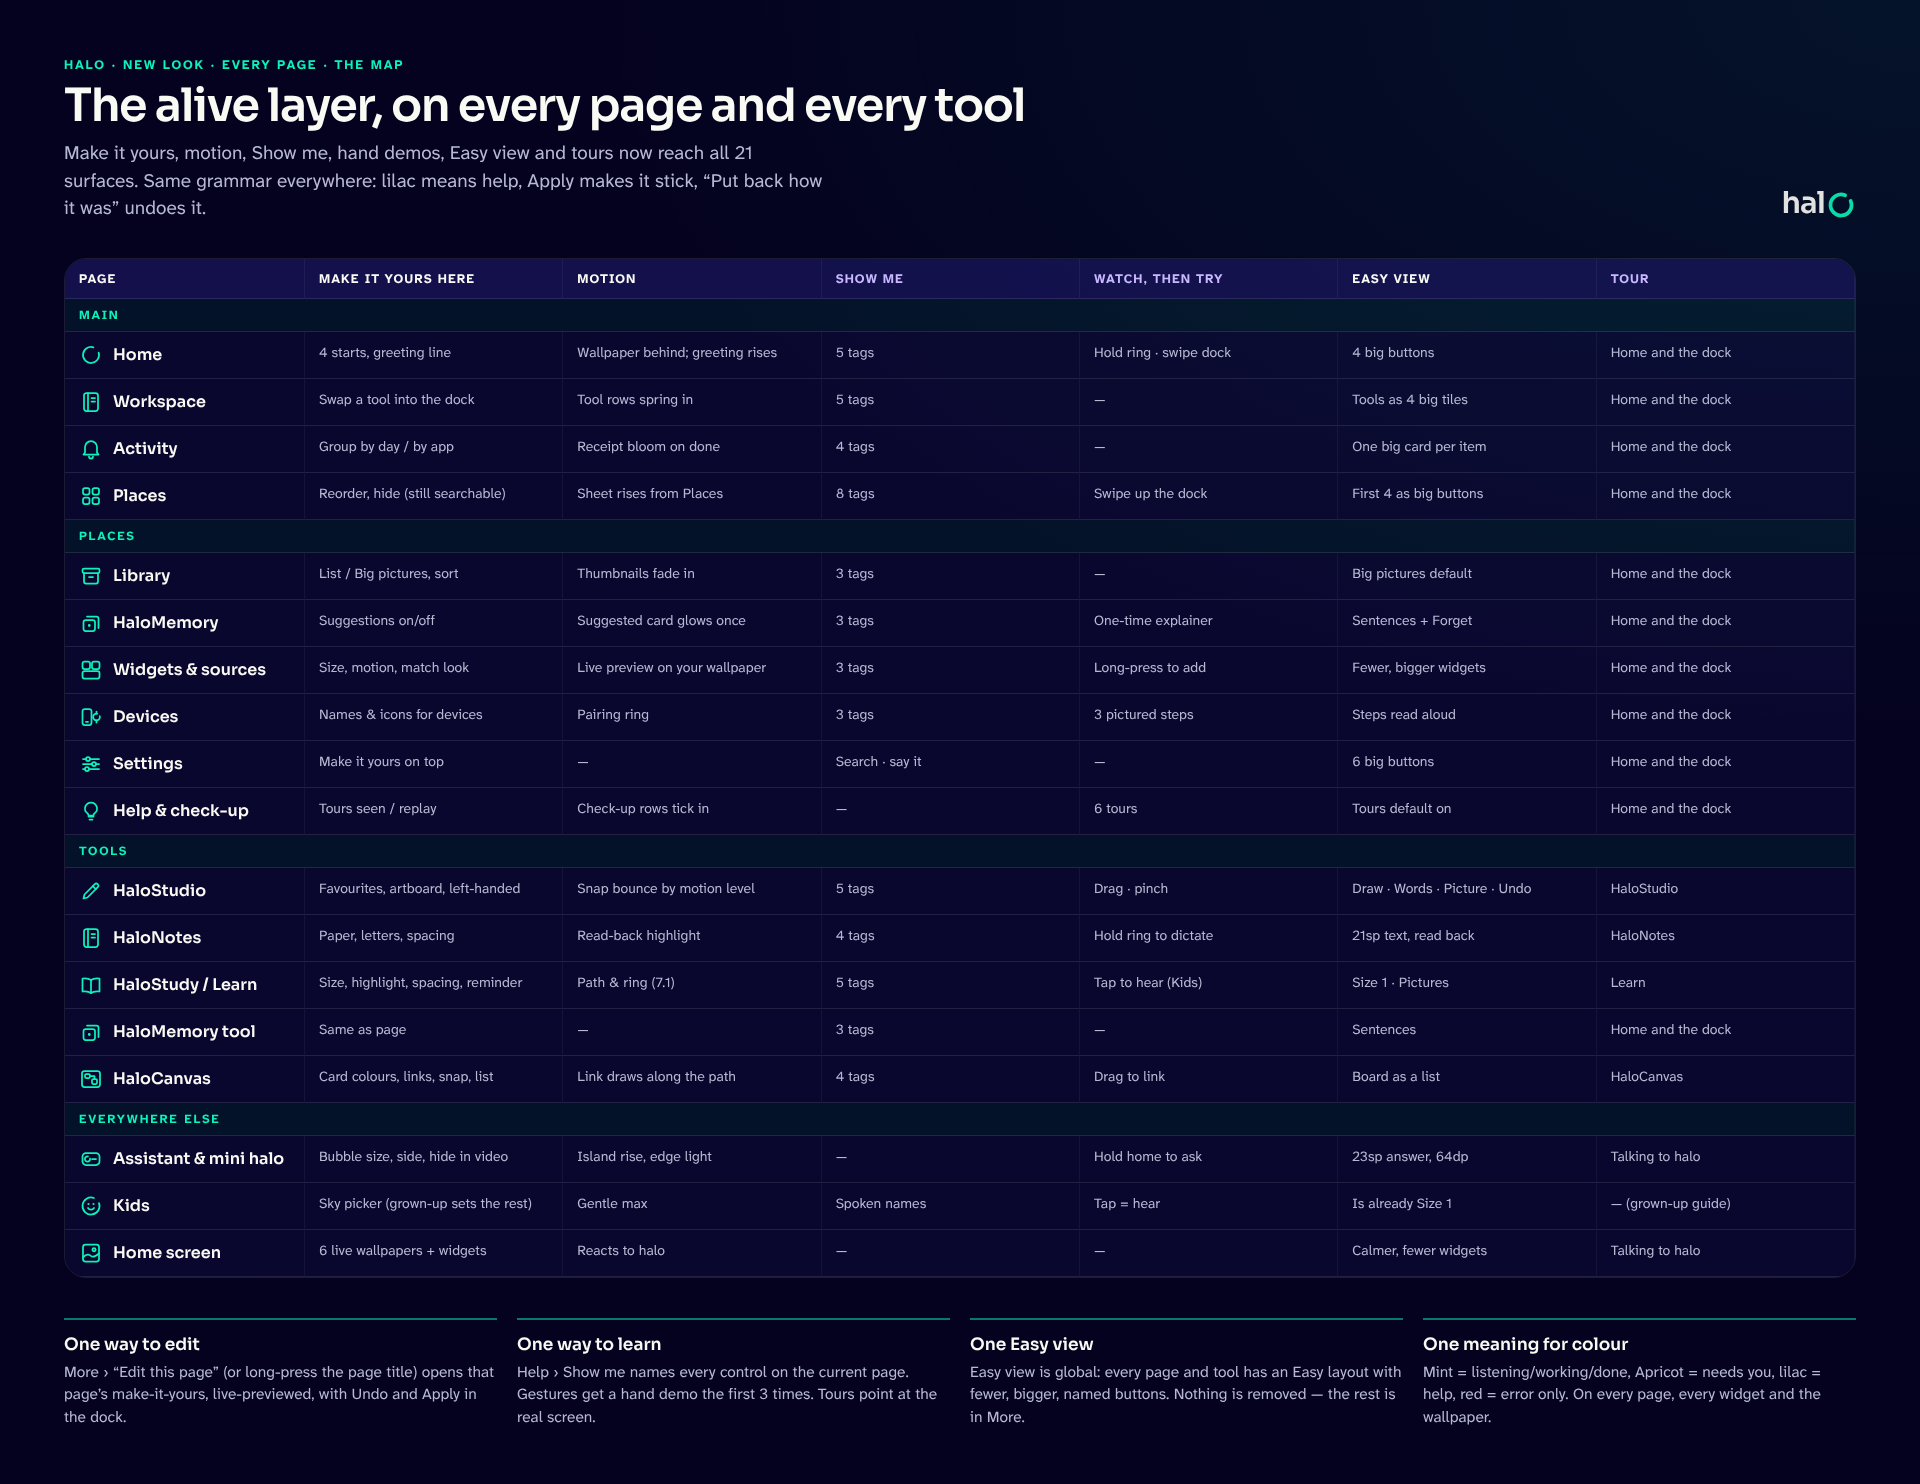 HALO · NEW LOOK · EVERY PAGE · THE MAP
The alive layer, on every page and every tool
Make it yours, motion, Show me, hand demos, Easy view and tours now reach all 21
surfaces. Same grammar everywhere: lilac means help, Apply makes it stick, “Put back how
it was” undoes it.
halo
PAGE MAKE IT YOURS HERE MOTION SHOW ME WATCH, THEN TRY EASY VIEW TOUR
MAIN
Home 4 starts, greeting line Wallpaper behind; greeting rises 5 tags Hold ring · swipe dock 4 big buttons Home and the dock
Workspace Swap a tool into the dock Tool rows spring in 5 tags — Tools as 4 big tiles Home and the dock
Activity Group by day / by app Receipt bloom on done 4 tags — One big card per item Home and the dock
Places Reorder, hide (still searchable) Sheet rises from Places 8 tags Swipe up the dock First 4 as big buttons Home and the dock
PLACES
Library List / Big pictures, sort Thumbnails fade in 3 tags — Big pictures default Home and the dock
HaloMemory Suggestions on/off Suggested card glows once 3 tags One-time explainer Sentences + Forget Home and the dock
Widgets & sources Size, motion, match look Live preview on your wallpaper 3 tags Long-press to add Fewer, bigger widgets Home and the dock
Devices Names & icons for devices Pairing ring 3 tags 3 pictured steps Steps read aloud Home and the dock
Settings Make it yours on top — Search · say it — 6 big buttons Home and the dock
Help & check-up Tours seen / replay Check-up rows tick in — 6 tours Tours default on Home and the dock
TOOLS
HaloStudio Favourites, artboard, left-handed Snap bounce by motion level 5 tags Drag · pinch Draw · Words · Picture · Undo HaloStudio
HaloNotes Paper, letters, spacing Read-back highlight 4 tags Hold ring to dictate 21sp text, read back HaloNotes
HaloStudy / Learn Size, highlight, spacing, reminder Path & ring (7.1) 5 tags Tap to hear (Kids) Size 1 · Pictures Learn
HaloMemory tool Same as page — 3 tags — Sentences Home and the dock
HaloCanvas Card colours, links, snap, list Link draws along the path 4 tags Drag to link Board as a list HaloCanvas
EVERYWHERE ELSE
Assistant & mini halo Bubble size, side, hide in video Island rise, edge light — Hold home to ask 23sp answer, 64dp Talking to halo
Kids Sky picker (grown-up sets the rest) Gentle max Spoken names Tap = hear Is already Size 1 — (grown-up guide)
Home screen 6 live wallpapers + widgets Reacts to halo — — Calmer, fewer widgets Talking to halo
One way to edit
More › “Edit this page” (or long-press the page title) opens that
page’s make-it-yours, live-previewed, with Undo and Apply in
the dock.
One way to learn
Help › Show me names every control on the current page.
Gestures get a hand demo the first 3 times. Tours point at the
real screen.
One Easy view
Easy view is global: every page and tool has an Easy layout with
fewer, bigger, named buttons. Nothing is removed — the rest is
in More.
One meaning for colour
Mint = listening/working/done, Apricot = needs you, lilac =
help, red = error only. On every page, every widget and the
wallpaper.